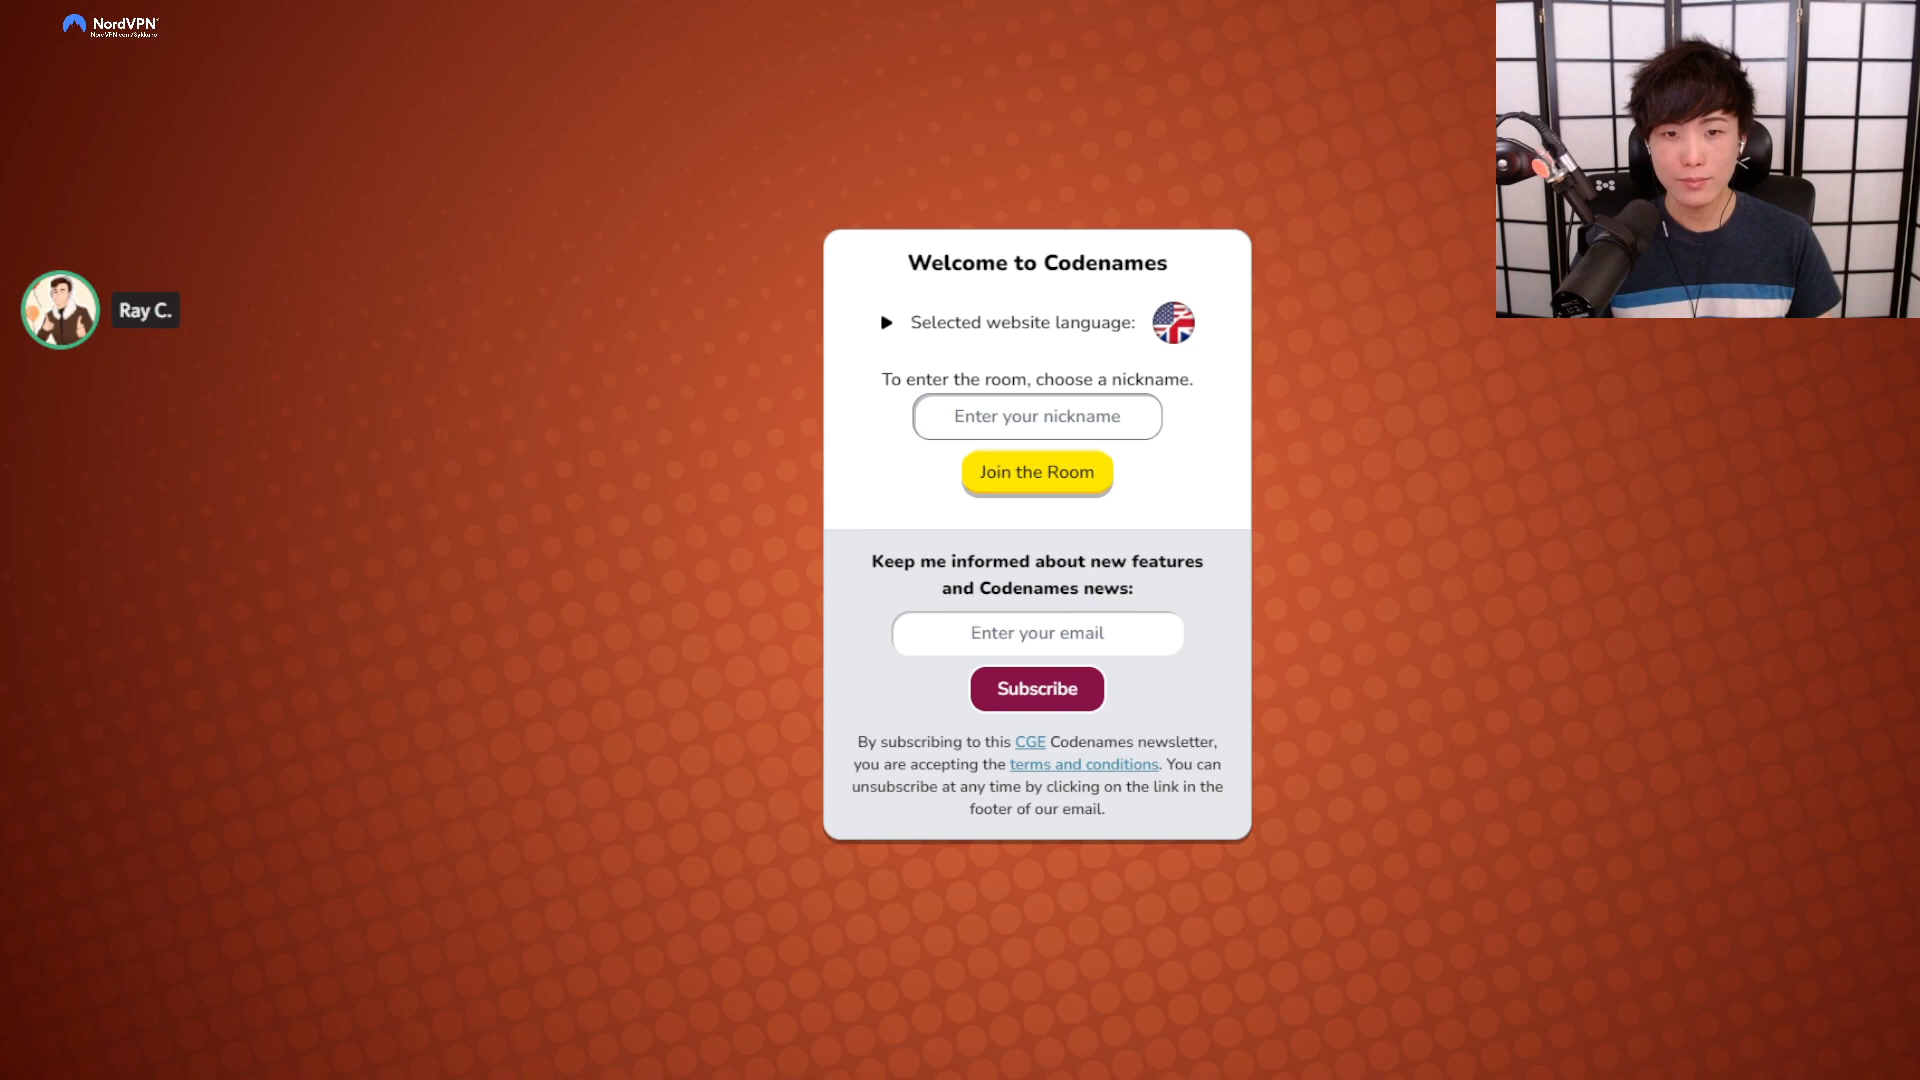 NordVPN
NordVPN.com/Sykkuno
Ray C.
Welcome to Codenames
Selected website language:
To enter the room, choose a nickname.
Enter your nickname
Join the Room
Keep me informed about new features
and Codenames news:
Enter your email
Subscribe
By subscribing to this CGE Codenames newsletter,
you are accepting the terms and conditions. You can
unsubscribe at any time by clicking on the link in the
footer of our email.